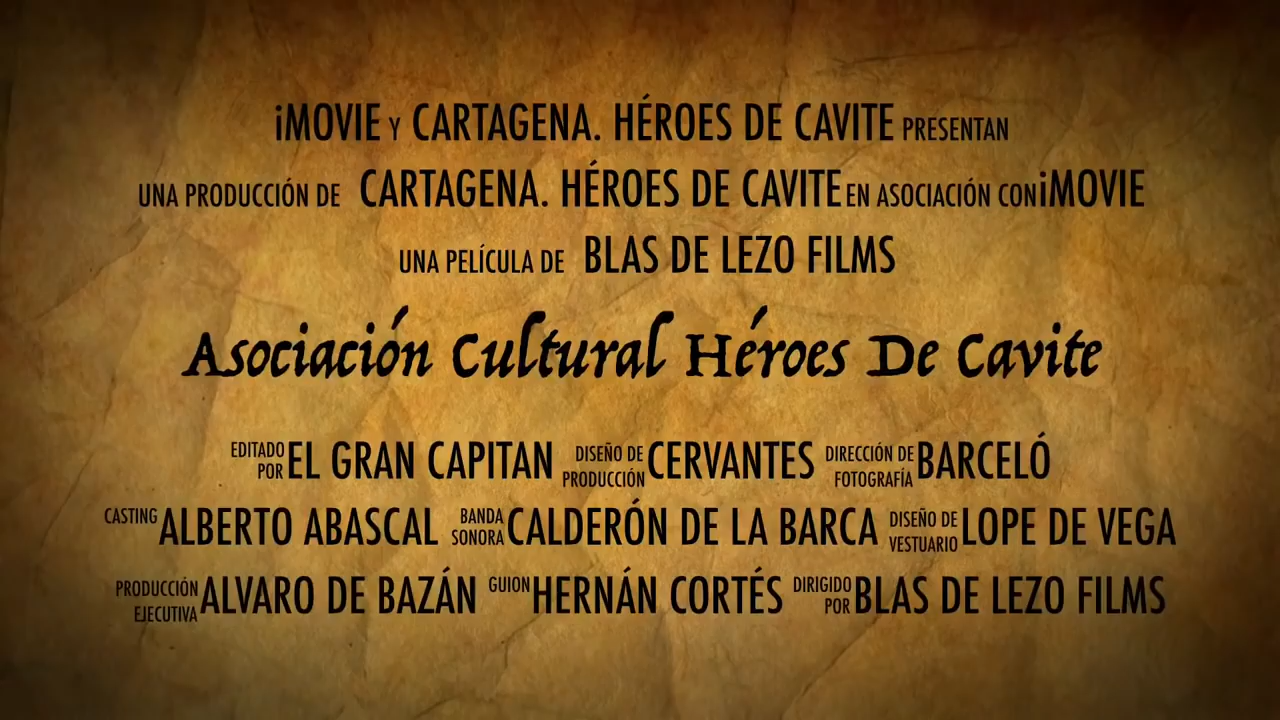 iMOVIE Y CARTAGENA. HÉROES DE CAVITE PRESENTAN
UNA PRODUCCIÓN DE CARTAGENA. HÉROES DE CAVITE EN ASOCIACIÓN CON iMOVIE
UNA PELÍCULA DE BLAS DE LEZO FILMS
Asociación Cultural Héroes De Cavite
EDITADO POR EL GRAN CAPITAN DISEÑO DE PRODUCCIÓN CERVANTES DIRECCIÓN DE FOTOGRAFÍA BARCELÓ
CASTING ALBERTO ABASCAL BANDA SONORA CALDERÓN DE LA BARCA DISEÑO DE VESTUARIO LOPE DE VEGA
PRODUCCIÓN EJECUTIVA ALVARO DE BAZÁN GUION HERNÁN CORTÉS DIRIGIDO POR BLAS DE LEZO FILMS